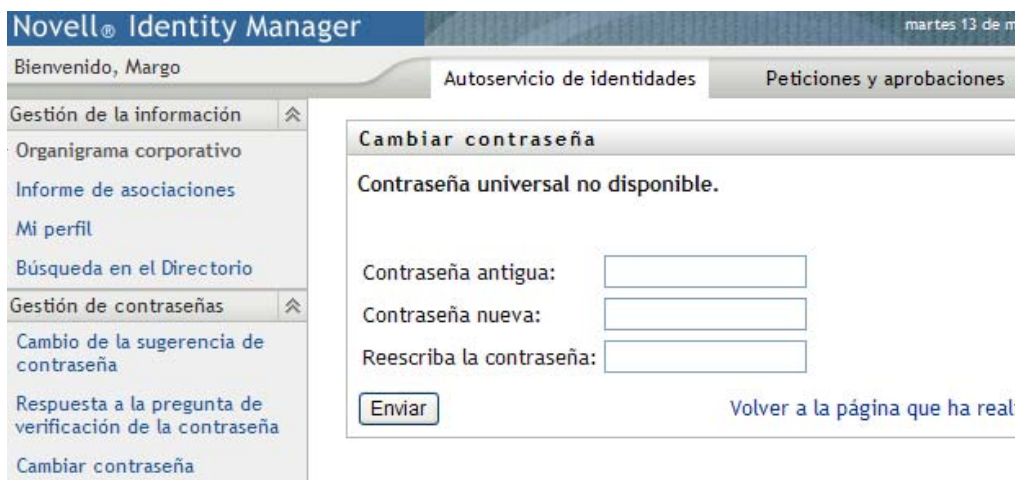 Novell® Identity Manager
martes 13 de
Bienvenido, Margo
Autoservicio de identidades
Peticiones y aprobaciones
Gestión de la información
Organigrama corporativo
Informe de asociaciones
Mi perfil
Búsqueda en el Directorio
Gestión de contraseñas
Cambio de la sugerencia de
contraseña
Respuesta a la pregunta de
verificación de la contraseña
Cambiar contraseña
Cambiar contraseña
Contraseña universal no disponible.
Contraseña antigua:
Contraseña nueva:
Reescriba la contraseña:
Enviar
Volver a la página que ha